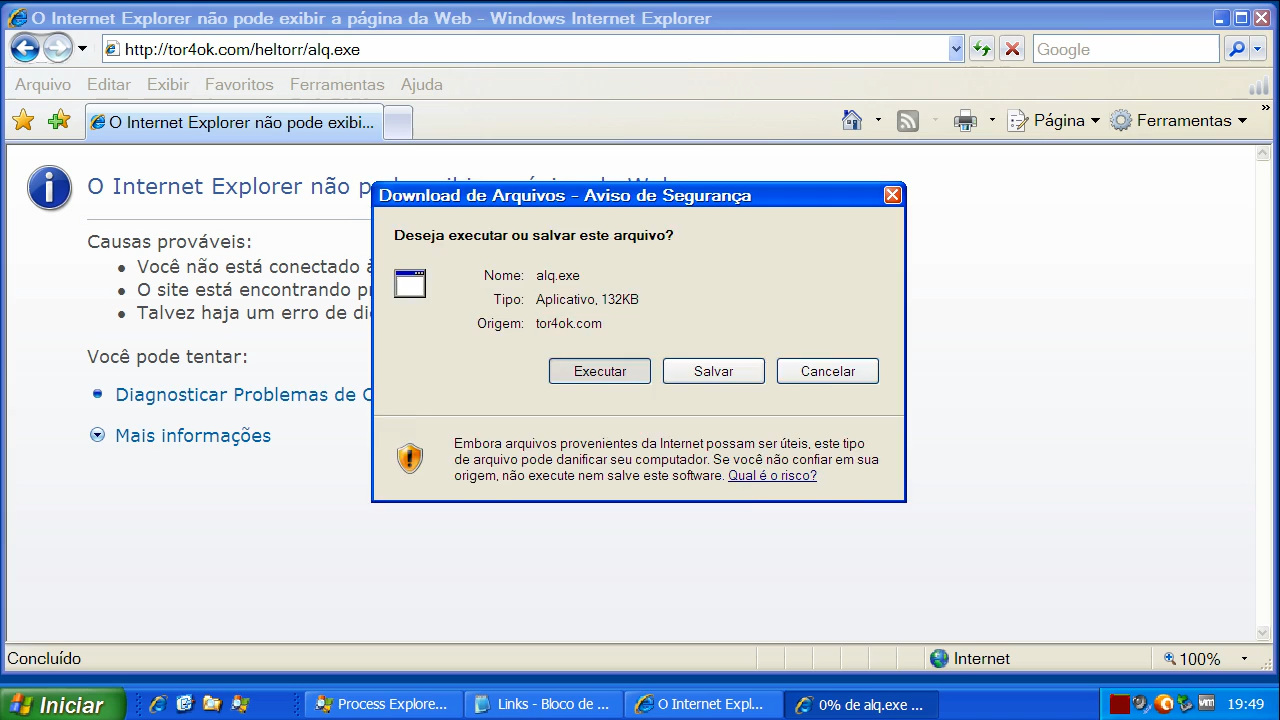 O Internet Explorer não pode exibir a página da Web - Windows Internet Explorer
http://tor4ok.com/heltorr/alq.exe
Google
Arquivo Editar Exibir Favoritos Ferramentas Ajuda
O Internet Explorer não pode exibi...
Página
Ferramentas
»
O Internet Explorer não p
Causas prováveis:
Você não está conectado
O site está encontrando
Talvez haja um erro de
Você pode tentar:
Diagnosticar Problemas de
Mais informações
Download de Arquivos - Aviso de Segurança
Deseja executar ou salvar este arquivo?
Nome: alq.exe
Tipo: Aplicativo, 132KB
Origem: tor4ok.com
Executar Salvar Cancelar
Embora arquivos provenientes da Internet possam ser úteis, este tipo
de arquivo pode danificar seu computador. Se você não confiar em sua
origem, não execute nem salve este software. Qual é o risco?
Concluído
Internet
100%
Iniciar
Process Explore...
Links - Bloco de ...
O Internet Expl...
0% de alq.exe ...
19:49